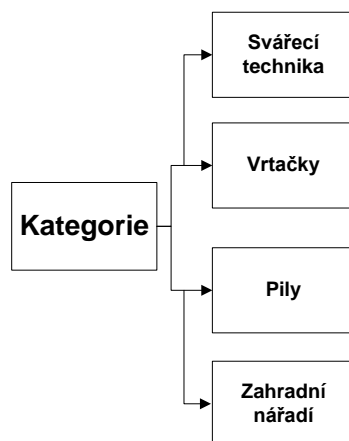 Svářecí
technika
Vrtačky
Kategorie
Pily
Zahradní
nářadí